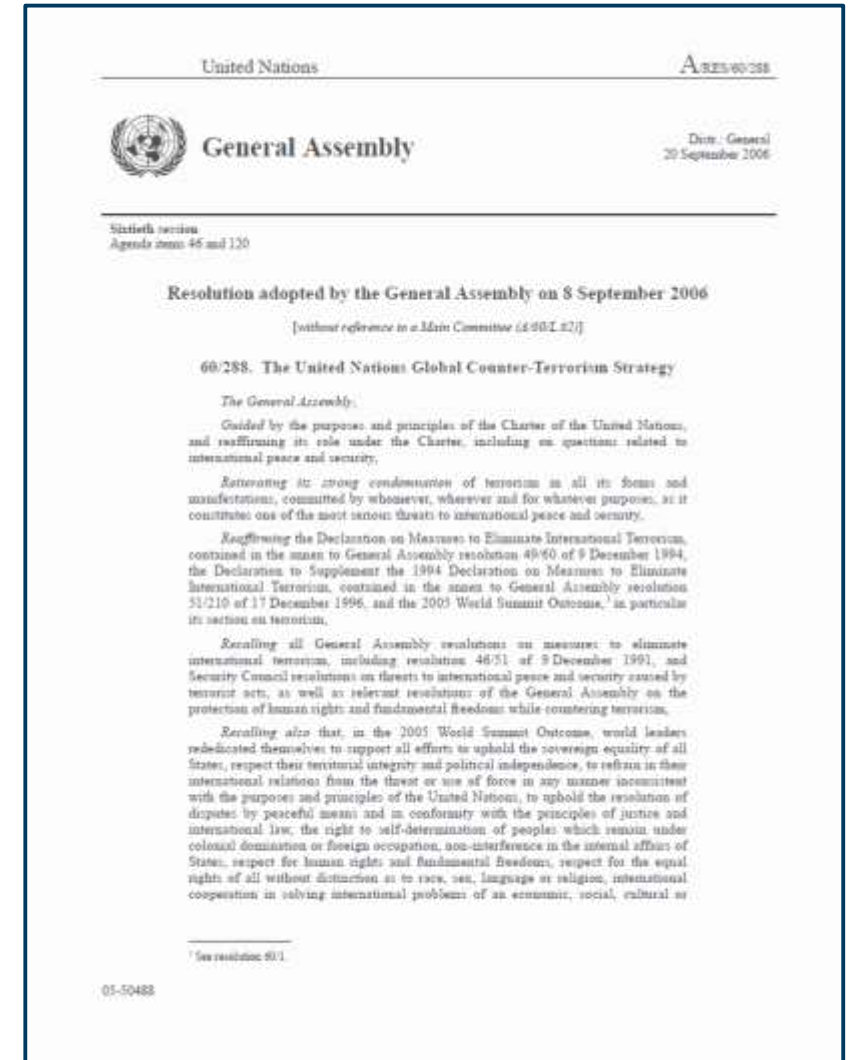 United Nations
A/RES/60/288
General Assembly
Distr.: General
20 September 2006
Sixtieth session
Agenda items 46 and 120
Resolution adopted by the General Assembly on 8 September 2006
[without reference to a Main Committee (A/60/L.62)]
60/288. The United Nations Global Counter-Terrorism Strategy
The General Assembly,
Guided by the purposes and principles of the Charter of the United Nations,
and reaffirming its role under the Charter, including on questions related to
international peace and security,
Reiterating its strong condemnation of terrorism in all its forms and
manifestations, committed by whomever, wherever and for whatever purposes, as it
constitutes one of the most serious threats to international peace and security,
Reaffirming the Declaration on Measures to Eliminate International Terrorism,
contained in the annex to General Assembly resolution 49/60 of 9 December 1994,
the Declaration to Supplement the 1994 Declaration on Measures to Eliminate
International Terrorism, contained in the annex to General Assembly resolution
51/210 of 17 December 1996, and the 2005 World Summit Outcome,¹ in particular
its section on terrorism,
Recalling all General Assembly resolutions on measures to eliminate
international terrorism, including resolution 46/51 of 9 December 1991, and
Security Council resolutions on threats to international peace and security caused by
terrorist acts, as well as relevant resolutions of the General Assembly on the
protection of human rights and fundamental freedoms while countering terrorism,
Recalling also that, in the 2005 World Summit Outcome, world leaders
rededicated themselves to support all efforts to uphold the sovereign equality of all
States, respect their territorial integrity and political independence, to refrain in their
international relations from the threat or use of force in any manner inconsistent
with the purposes and principles of the United Nations, to uphold the resolution of
disputes by peaceful means and in conformity with the principles of justice and
international law, the right to self-determination of peoples which remain under
colonial domination or foreign occupation, non-interference in the internal affairs of
States, respect for human rights and fundamental freedoms, respect for the equal
rights of all without distinction as to race, sex, language or religion, international
cooperation in solving international problems of an economic, social, cultural or
¹ See resolution 60/1.
05-50488